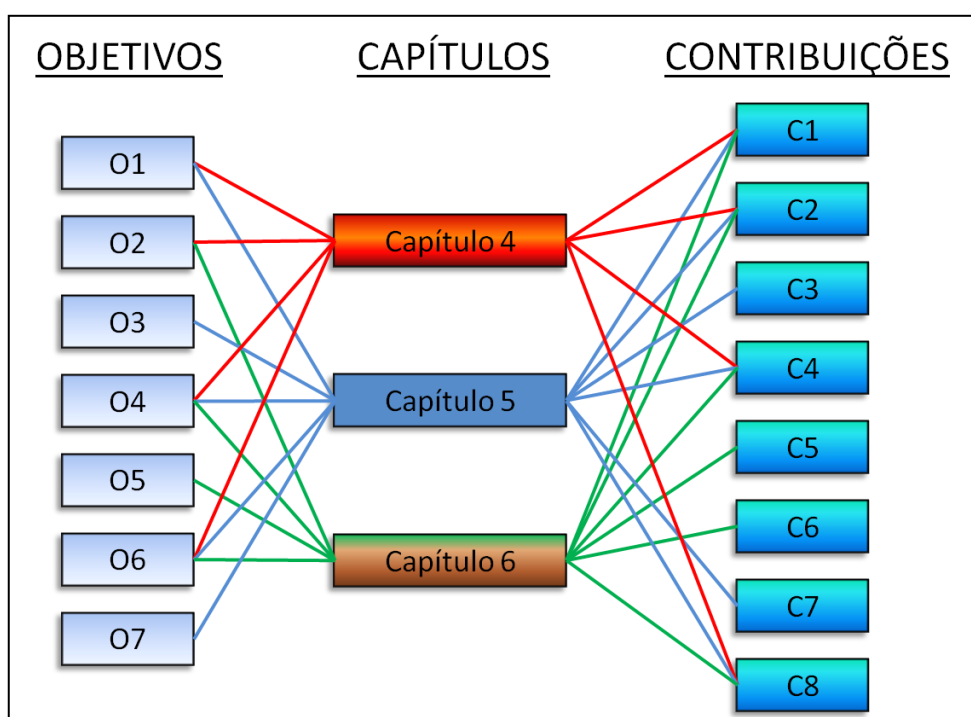 OBJETIVOS
CAPÍTULOS
CONTRIBUIÇÕES
O1
O2
O3
O4
O5
O6
O7
Capítulo 4
Capítulo 5
Capítulo 6
C1
C2
C3
C4
C5
C6
C7
C8